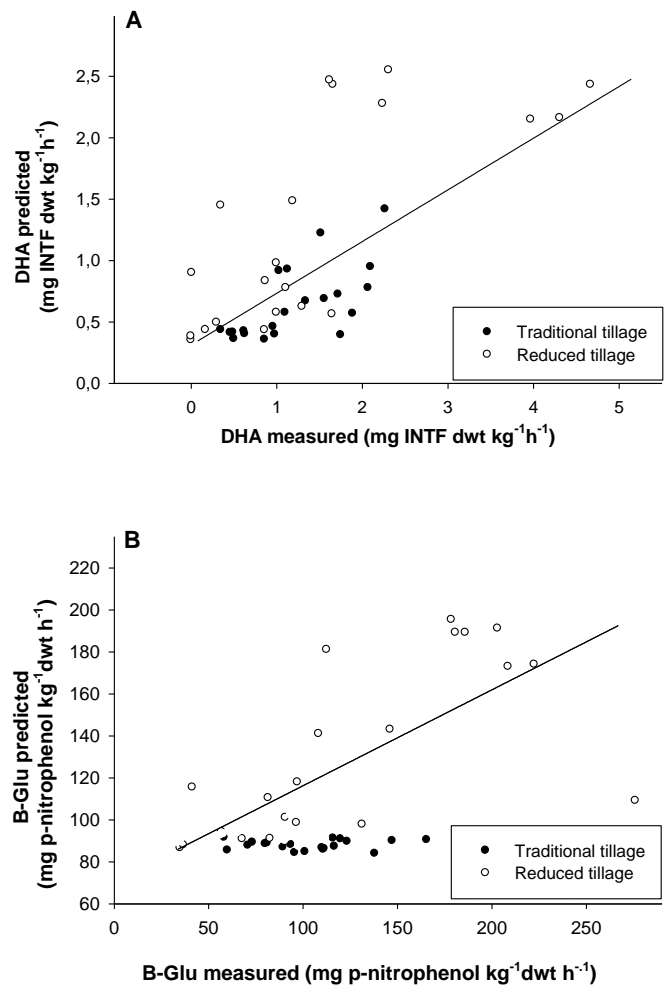 A
DHA predicted
(mg INTF dwt kg⁻¹h⁻¹)
2,5
2,0
1,5
1,0
0,5
0,0
Traditional tillage
Reduced tillage
0 1 2 3 4 5
DHA measured (mg INTF dwt kg⁻¹h⁻¹)
B
B-Glu predicted
(mg p-nitrophenol kg⁻¹dwt h⁻¹)
220
200
180
160
140
120
100
80
60
Traditional tillage
Reduced tillage
0 50 100 150 200 250
B-Glu measured (mg p-nitrophenol kg⁻¹dwt h⁻¹)